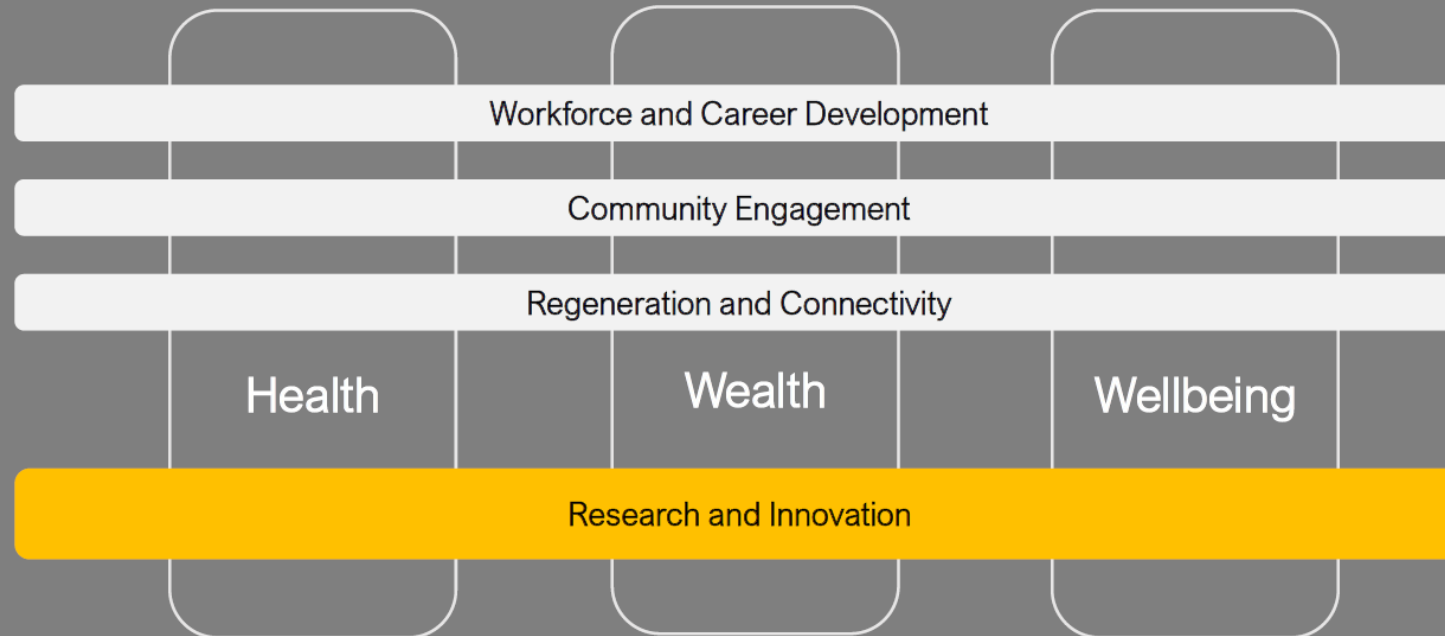 Workforce and Career Development
Community Engagement
Regeneration and Connectivity
Health
Wealth
Wellbeing
Research and Innovation